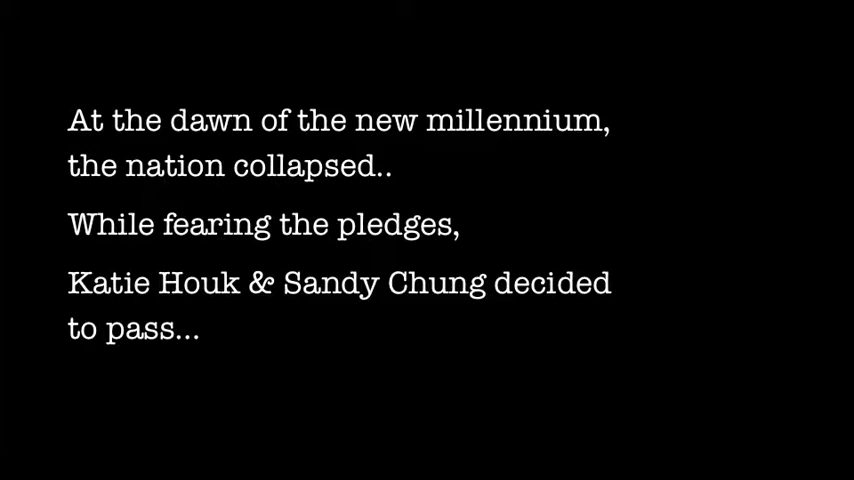 At the dawn of the new millennium,
the nation collapsed..
While fearing the pledges,
Katie Houk & Sandy Chung decided
to pass...